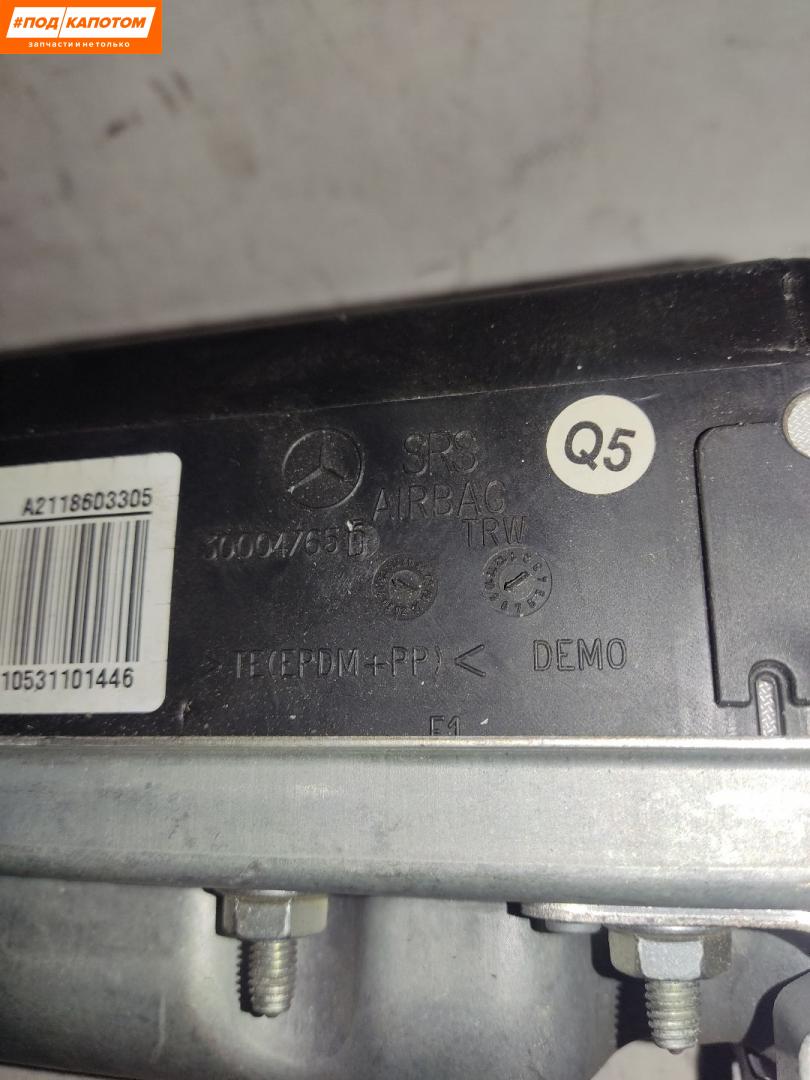 #ПОД КАПОТОМ
запчасти и не только
Q5
SRS
AIRBAG
TRW
A2118603305
10531101446
>TE(EPDM+PP)<
DEMO